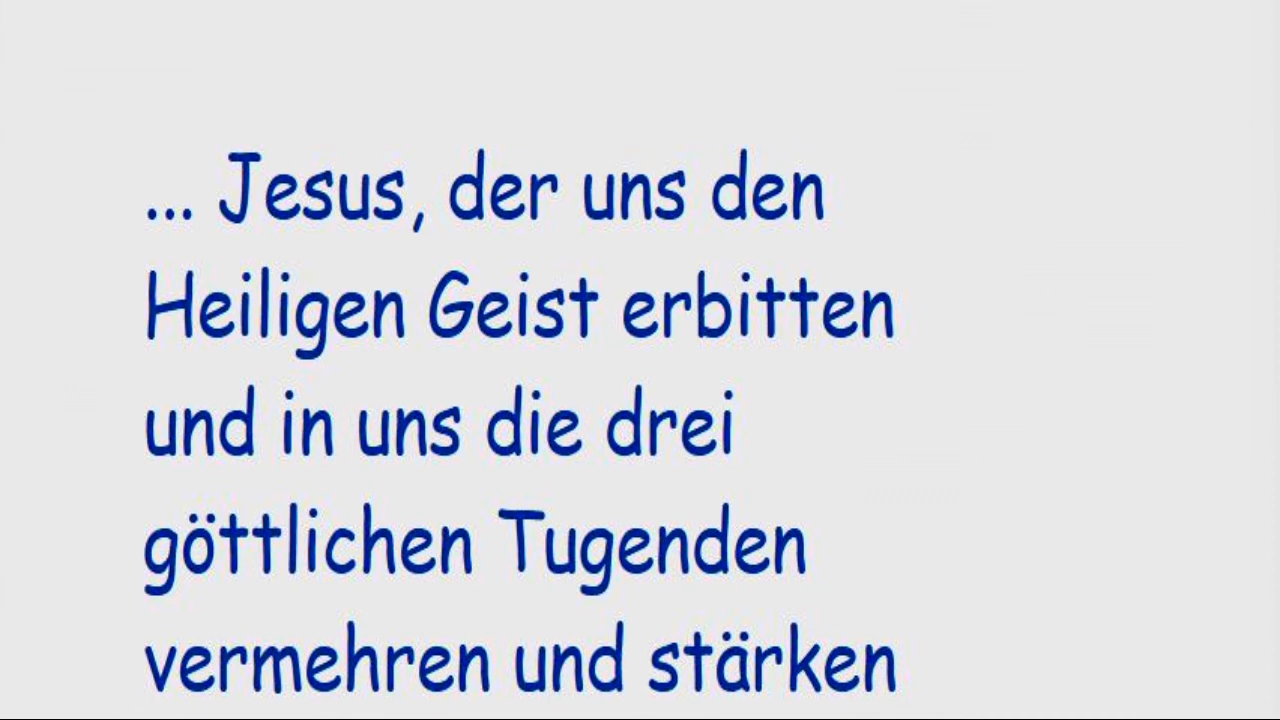 ... Jesus, der uns den
Heiligen Geist erbitten
und in uns die drei
göttlichen Tugenden
vermehren und stärken